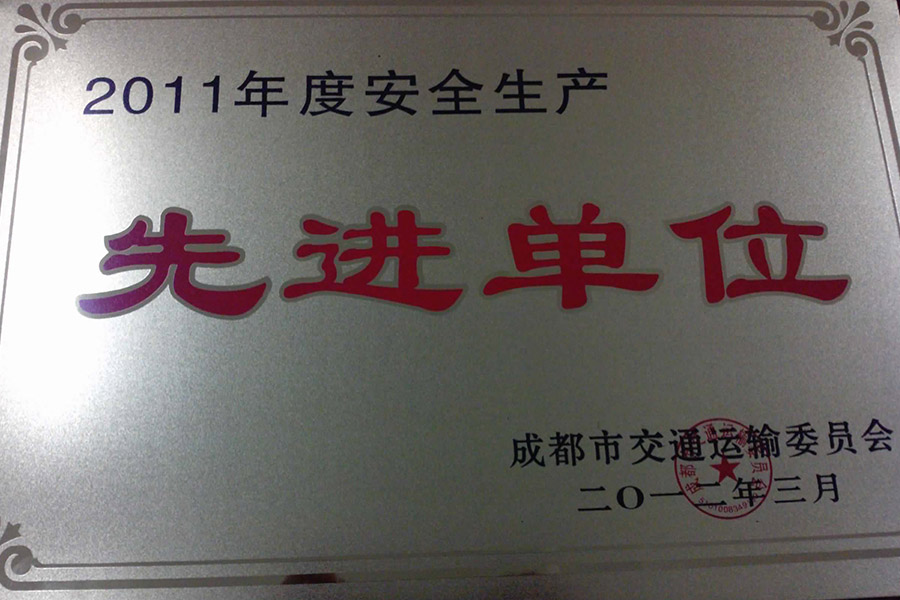 2011年度安全生产
先进单位
成都市交通运输委员会
二〇一二年三月